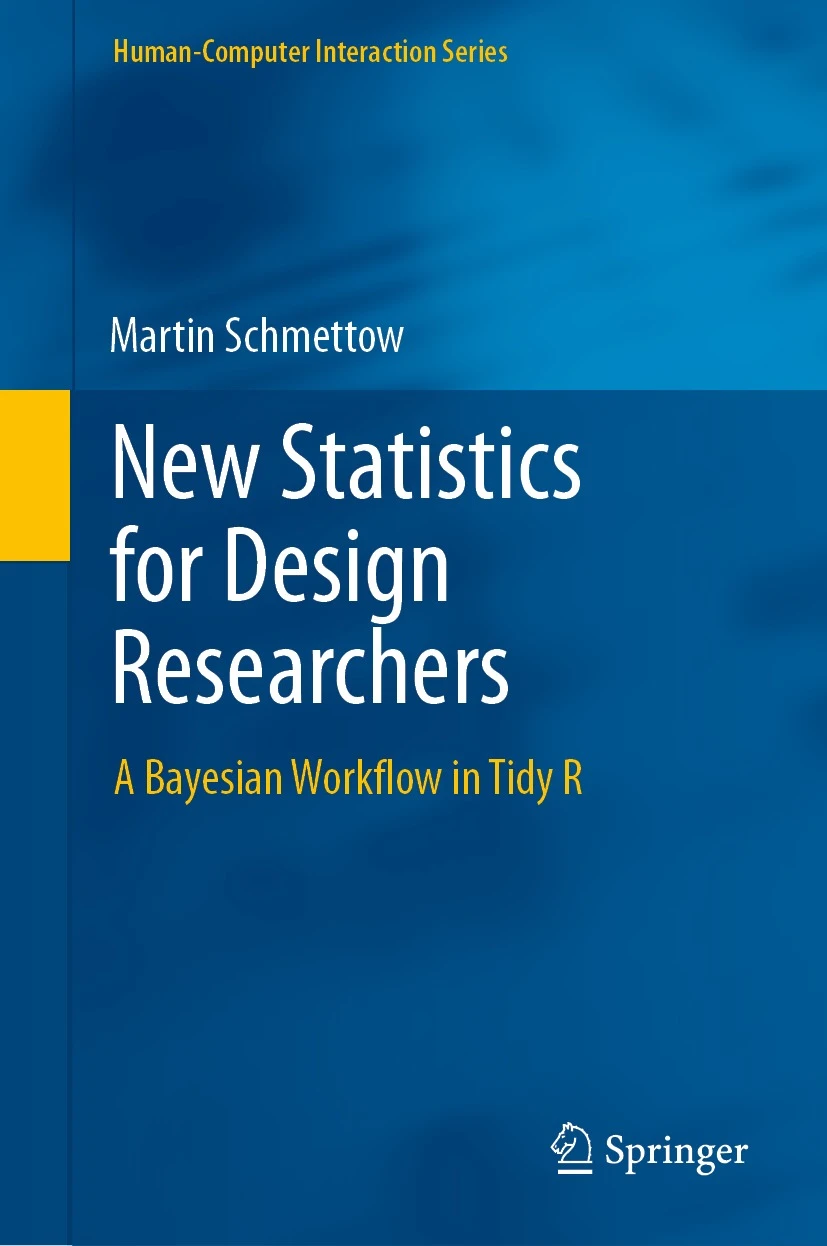 Human-Computer Interaction Series
Martin Schmettow
New Statistics
for Design
Researchers
A Bayesian Workflow in Tidy R
Springer